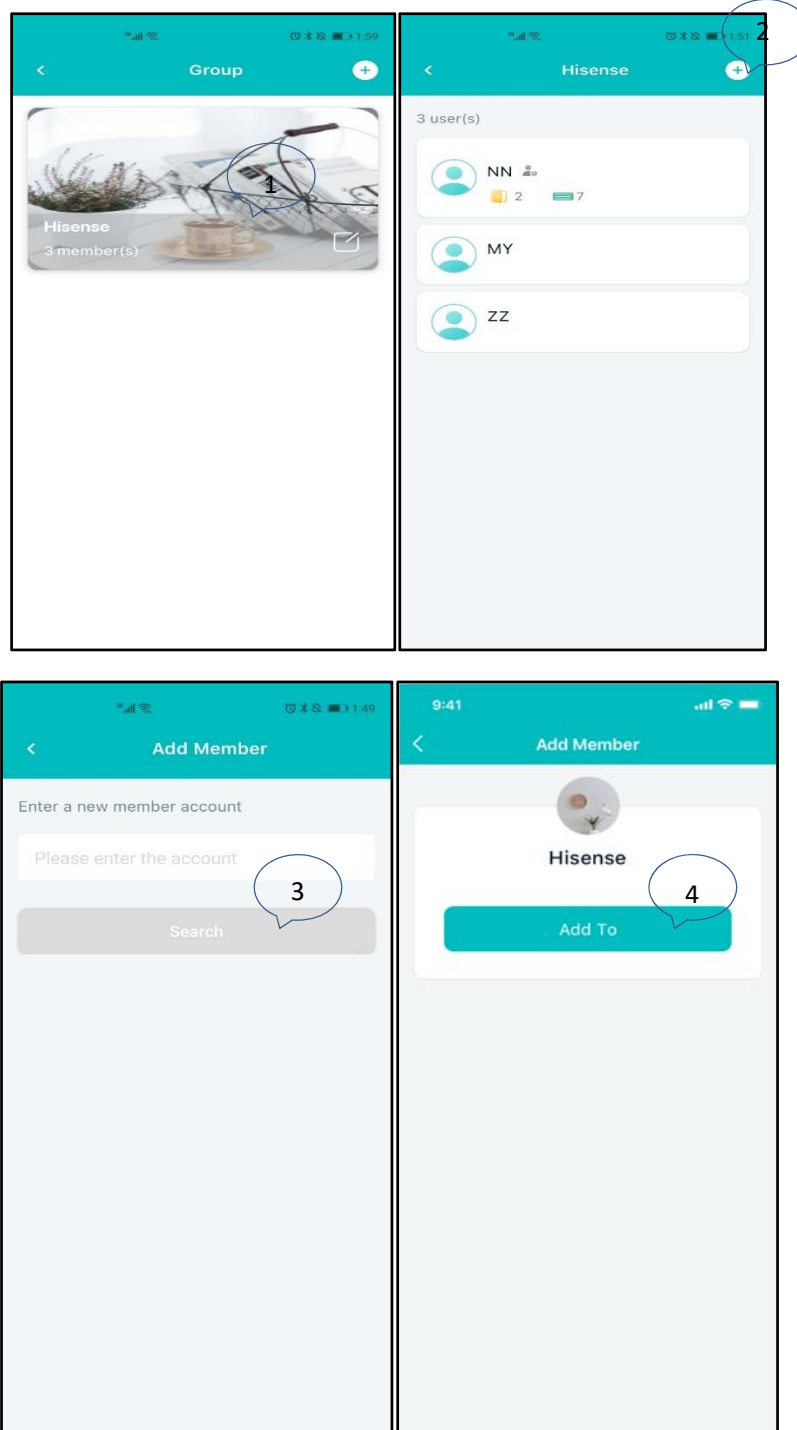 1:59
Group
1
Hisense
3 member(s)
1:51
2
Hisense
3 user(s)
NN
2 7
MY
ZZ
1:49
Add Member
Enter a new member account
Please enter the account
3
Search
9:41
Add Member
Hisense
4
Add To